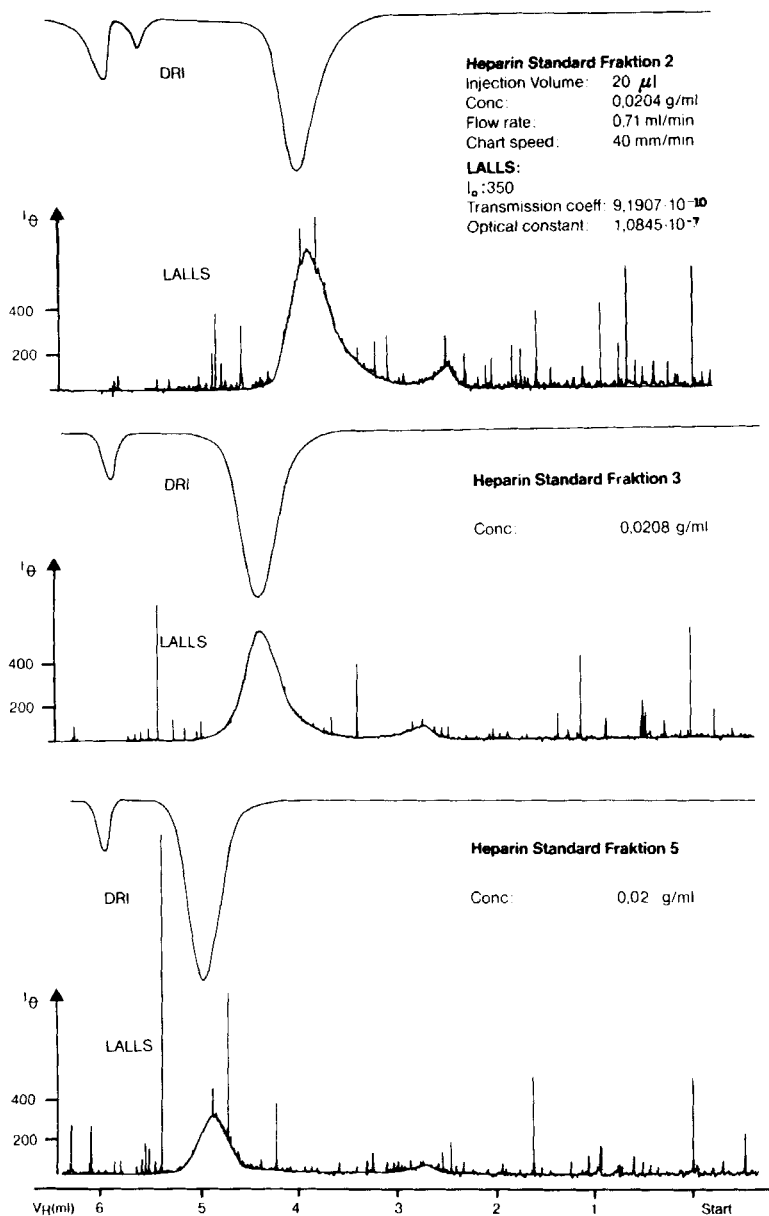 DRI
Heparin Standard Fraktion 2
Injection Volume: 20 µl
Conc: 0,0204 g/ml
Flow rate: 0,71 ml/min
Chart speed: 40 mm/min
LALLS:
I₀:350
Transmission coeff: 9,1907·10⁻¹⁰
Optical constant: 1,0845·10⁻⁷
Iθ
LALLS
400
200
DRI
Heparin Standard Fraktion 3
Conc: 0,0208 g/ml
Iθ
LALLS
400
200
DRI
Heparin Standard Fraktion 5
Conc: 0,02 g/ml
Iθ
LALLS
400
200
VH(ml) 6 5 4 3 2 1 Start